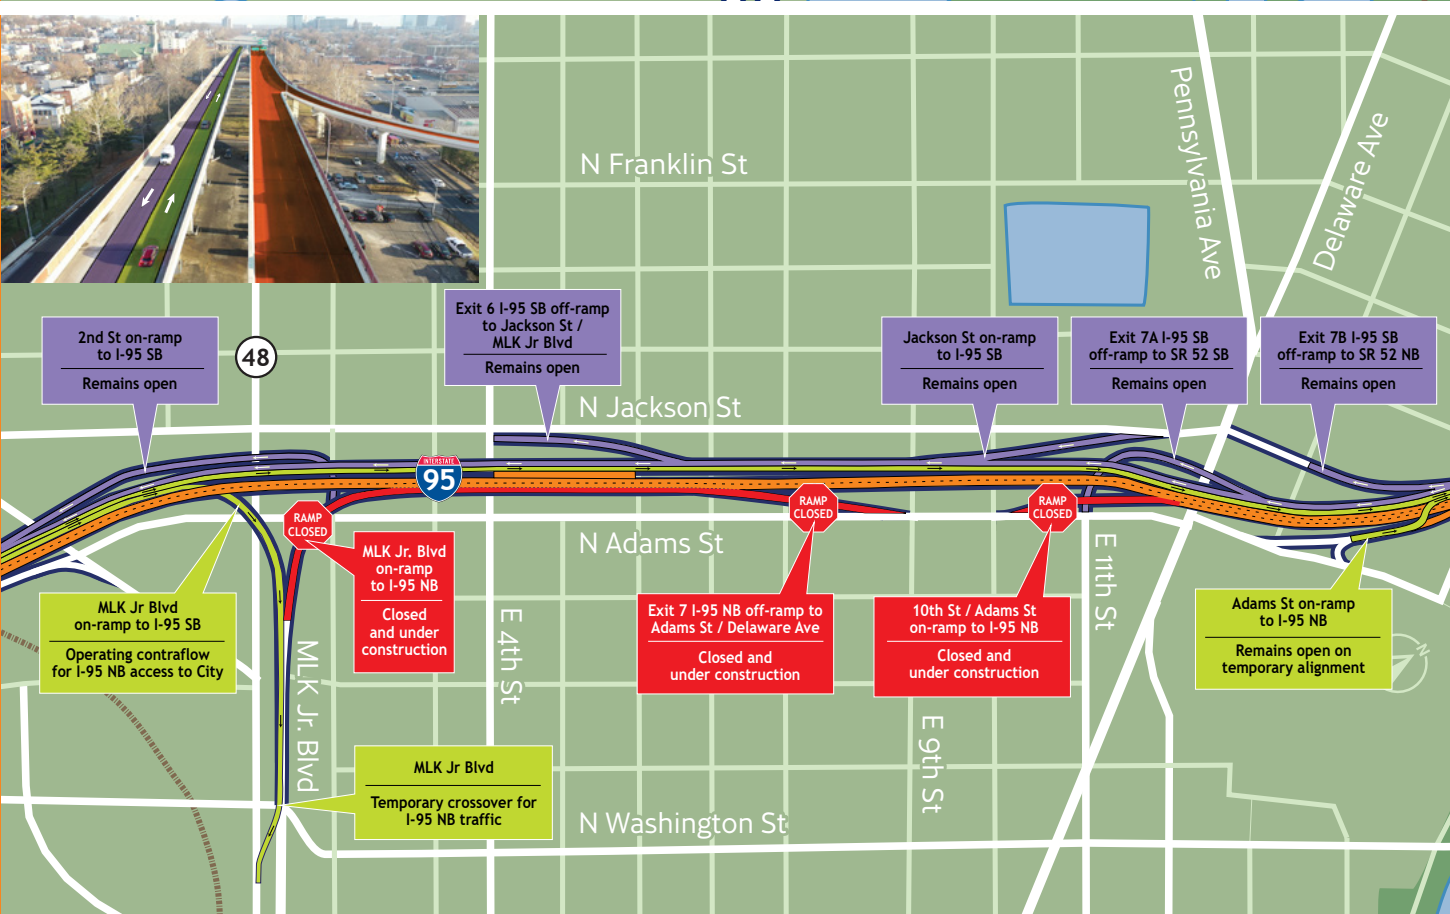 N Franklin St
Pennsylvania Ave
Delaware Ave
2nd St on-ramp
to I-95 SB
Remains open
48
Exit 6 I-95 SB off-ramp
to Jackson St /
MLK Jr Blvd
Remains open
Jackson St on-ramp
to I-95 SB
Remains open
Exit 7A I-95 SB
off-ramp to SR 52 SB
Remains open
Exit 7B I-95 SB
off-ramp to SR 52 NB
Remains open
N Jackson St
INTERSTATE
95
RAMP
CLOSED
RAMP
CLOSED
RAMP
CLOSED
N Adams St
MLK Jr. Blvd
on-ramp
to I-95 NB
Closed
and under
construction
E 11th St
MLK Jr Blvd
on-ramp to I-95 SB
Operating contraflow
for I-95 NB access to City
MLK Jr. Blvd
E 4th St
Exit 7 I-95 NB off-ramp to
Adams St / Delaware Ave
Closed and
under construction
10th St / Adams St
on-ramp to I-95 NB
Closed and
under construction
Adams St on-ramp
to I-95 NB
Remains open on
temporary alignment
N
E 9th St
MLK Jr Blvd
Temporary crossover for
I-95 NB traffic
N Washington St